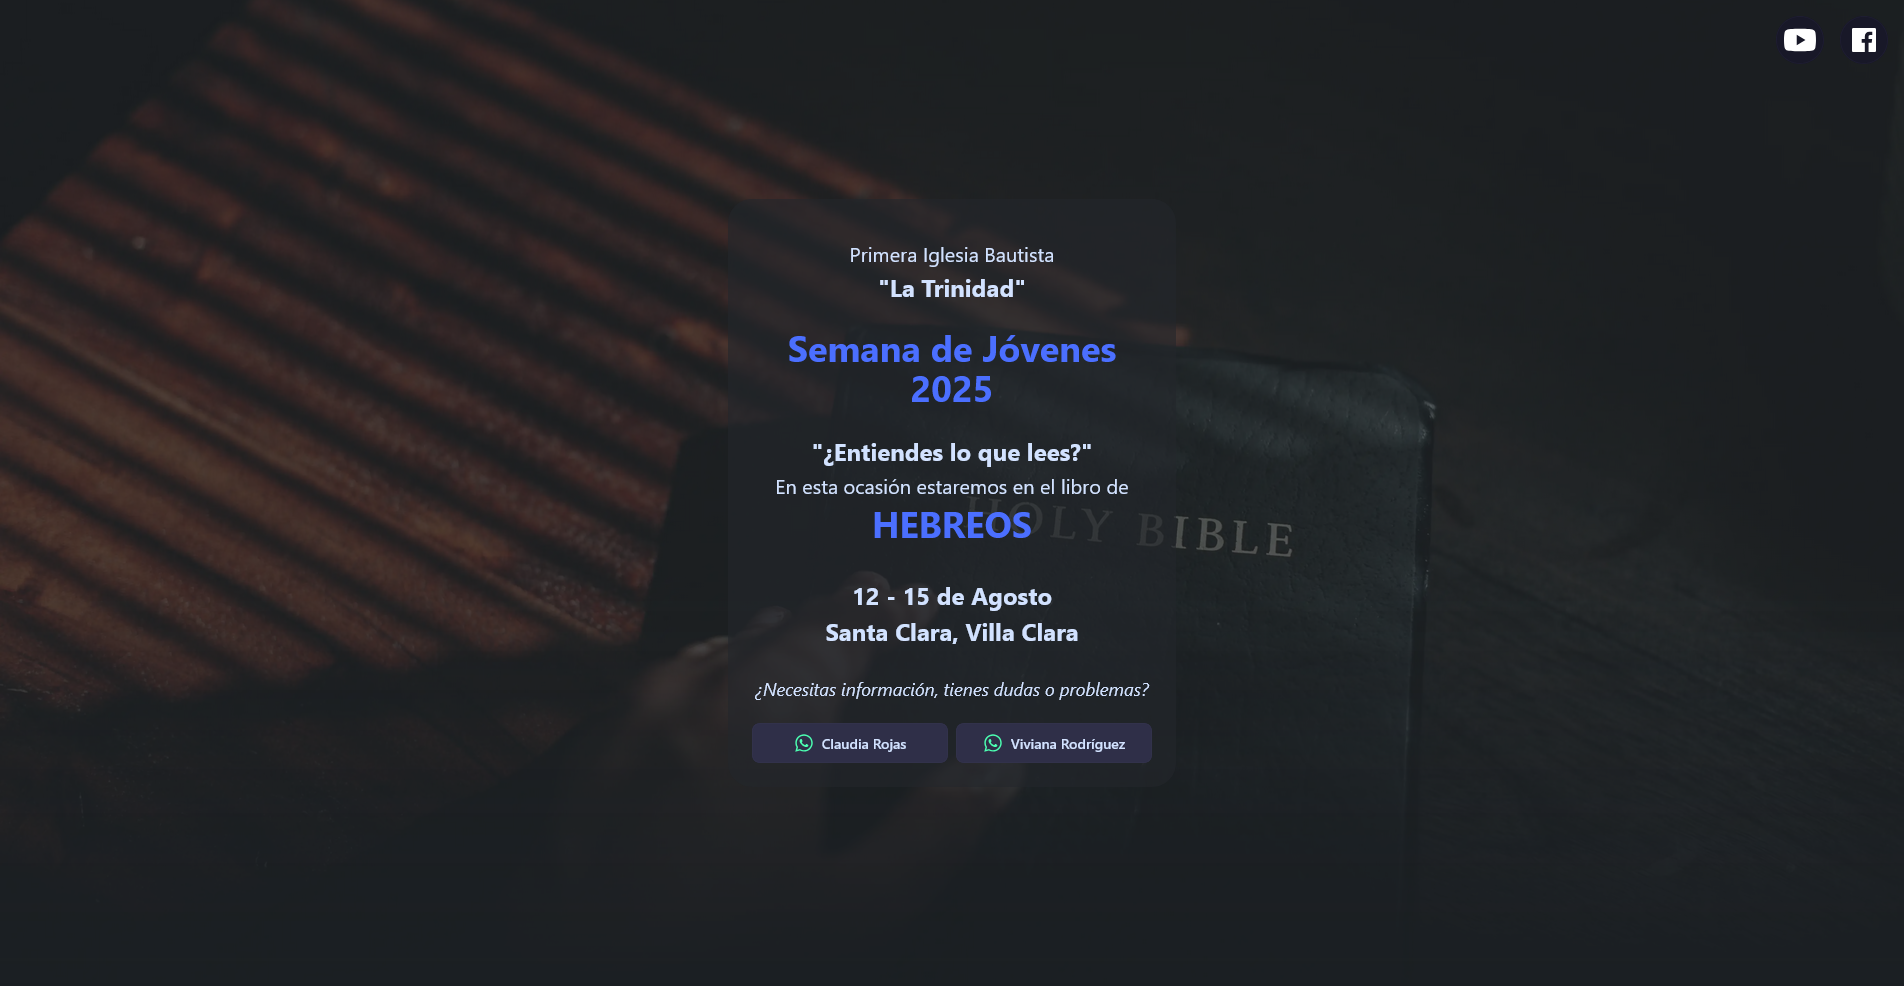 Primera Iglesia Bautista
"La Trinidad"
Semana de Jóvenes
2025
"¿Entiendes lo que lees?"
En esta ocasión estaremos en el libro de
HEBREOS
HOLY BIBLE
12 - 15 de Agosto
Santa Clara, Villa Clara
¿Necesitas información, tienes dudas o problemas?
Claudia Rojas
Viviana Rodríguez